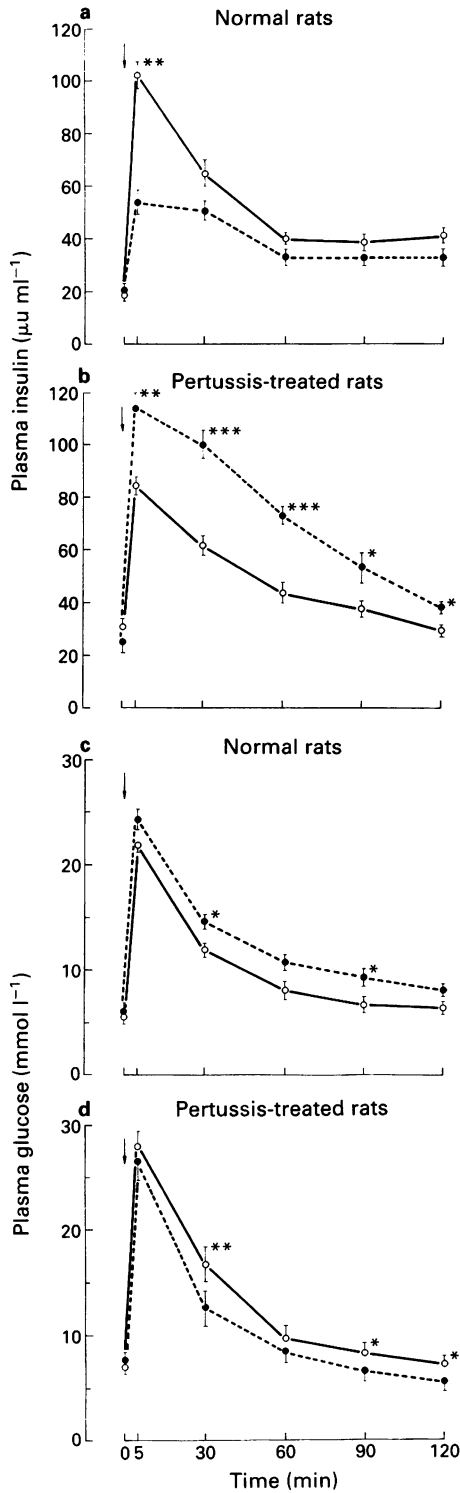 a
Normal rats
120
100
80
60
40
20
0
**
Plasma insulin (μu ml⁻¹)
b
Pertussis-treated rats
120
100
80
60
40
20
0
**
***
***
*
*
c
Normal rats
30
20
10
0
*
*
Plasma glucose (mmol l⁻¹)
d
Pertussis-treated rats
30
20
10
0
**
*
*
0 5 30 60 90 120
Time (min)